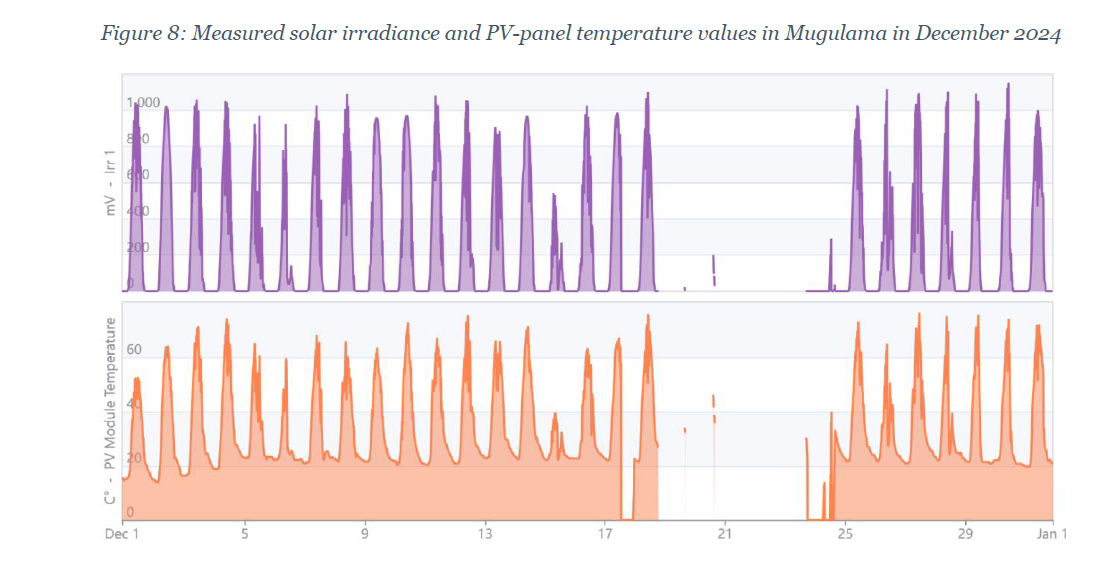 Figure 8: Measured solar irradiance and PV-panel temperature values in Mugulama in December 2024
mV - Irr 1
1,000
800
600
400
200
0
C° - PV Module Temperature
60
40
20
0
Dec 1 5 9 13 17 21 25 29 Jan 1